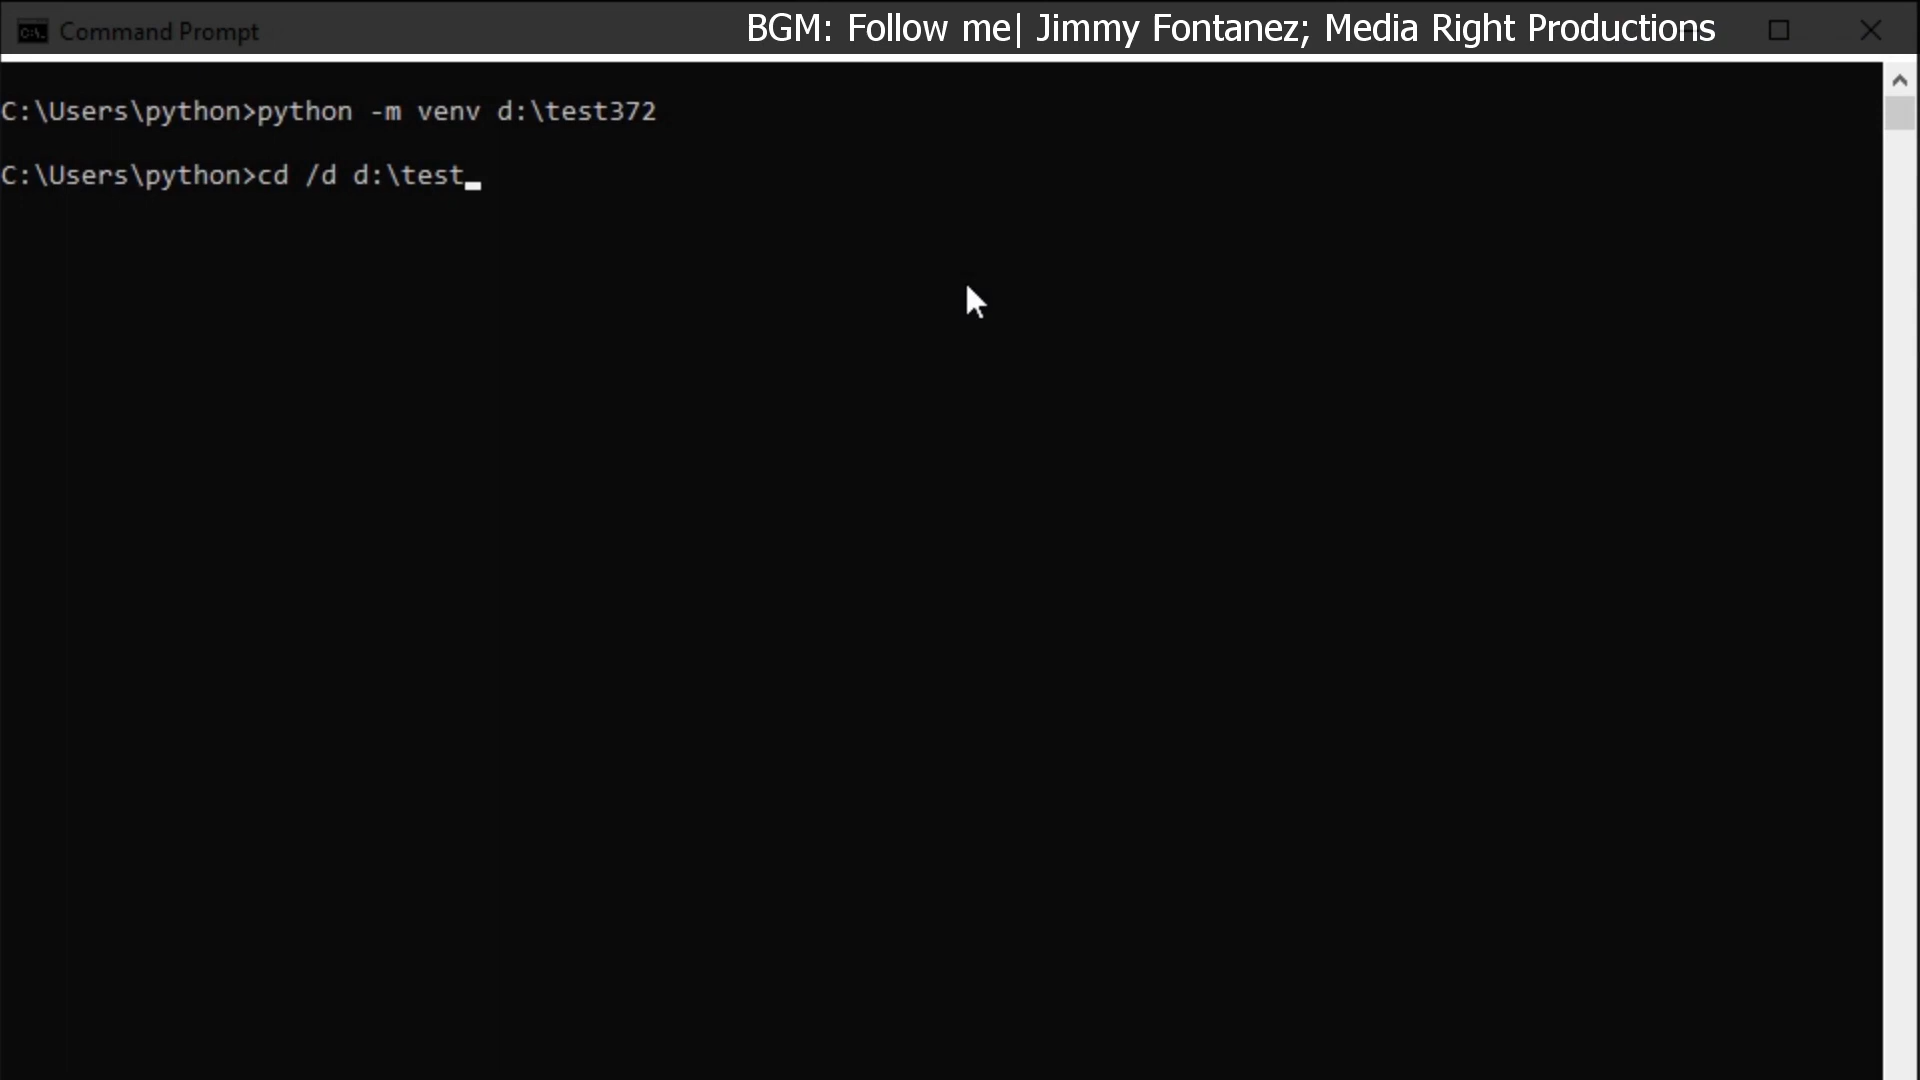 Command Prompt
BGM: Follow me| Jimmy Fontanez; Media Right Productions
C:\Users\python>python -m venv d:\test372
C:\Users\python>cd /d d:\test